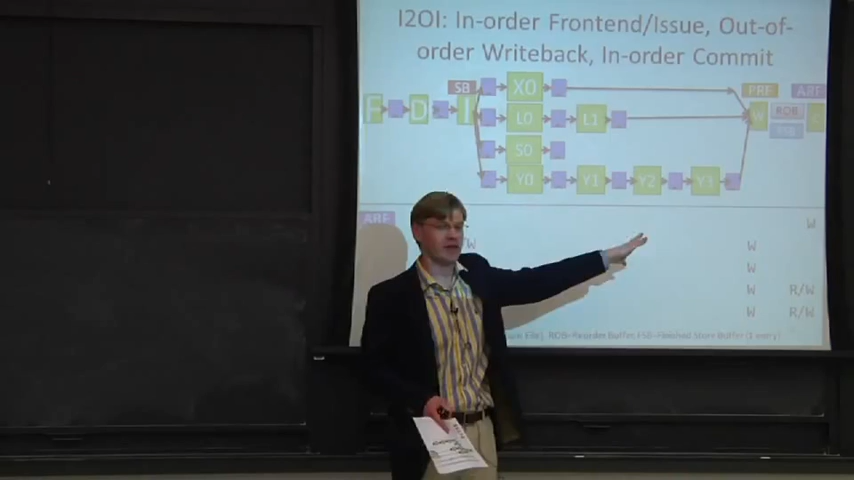 I2OI: In-order Frontend/Issue, Out-of-
order Writeback, In-order Commit
SB
X0
PRF
ARF
F
D
I
L0
L1
W
ROB
FSB
C
S0
Y0
Y1
Y2
Y3
ARF
W
/W
W
W
W
R/W
W
R/W
File), ROB=Reorder Buffer, FSB=Finished Store Buffer (1 entry)